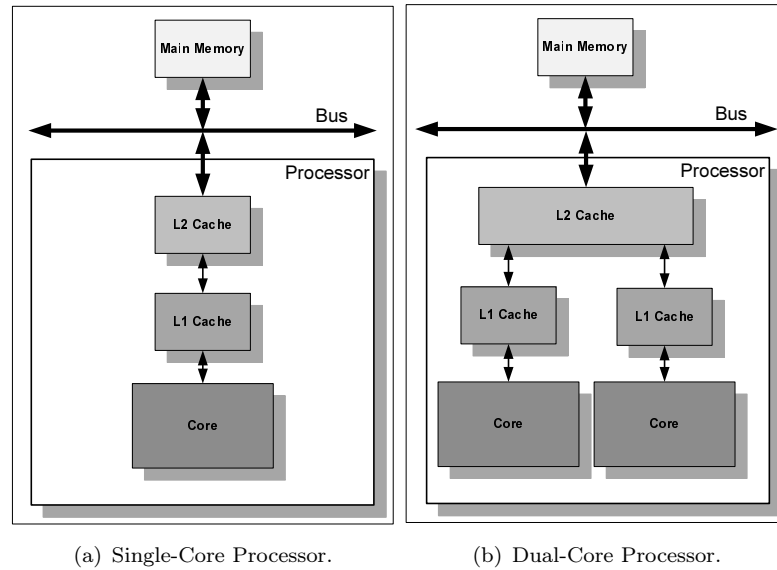 Main Memory
Bus
Processor
L2 Cache
L1 Cache
Core
(a) Single-Core Processor.
Main Memory
Bus
Processor
L2 Cache
L1 Cache
L1 Cache
Core
Core
(b) Dual-Core Processor.